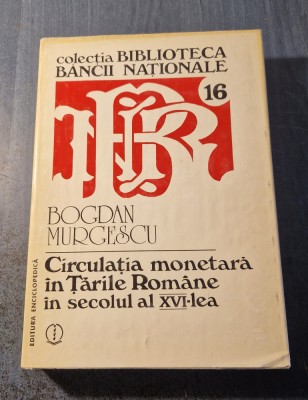 colecția BIBLIOTECA
BĂNCII NAȚIONALE
16
BNR
BOGDAN
MURGESCU
Circulația monetară
în Țările Române
în secolul al XVI-lea
EDITURA ENCICLOPEDICĂ